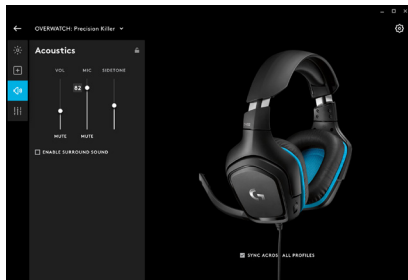 OVERWATCH: Precision Killer
Acoustics
VOL MIC SIDETONE
82
MUTE MUTE
ENABLE SURROUND SOUND
G
SYNC ACROSS ALL PROFILES